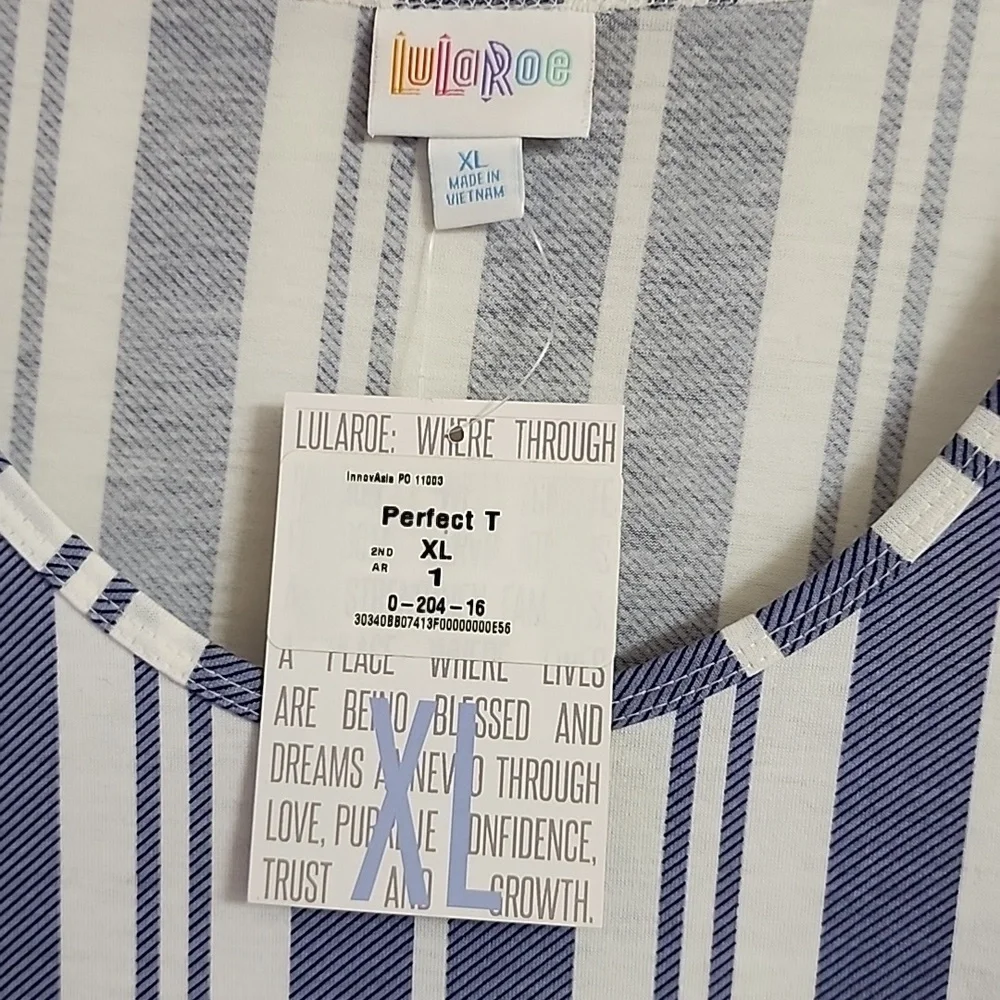 LuLaRoe
XL
MADE IN
VIETNAM
LULAROE: WHERE THROUGH
InnovAsia PO 11003
Perfect T
2ND XL
AR 1
0-204-16
30340BB07413F00000000E56
A PLACE WHERE LIVES
ARE BEING BLESSED AND
DREAMS THROUGH
LOVE, CONFIDENCE,
TRUST AND GROWTH.
XL